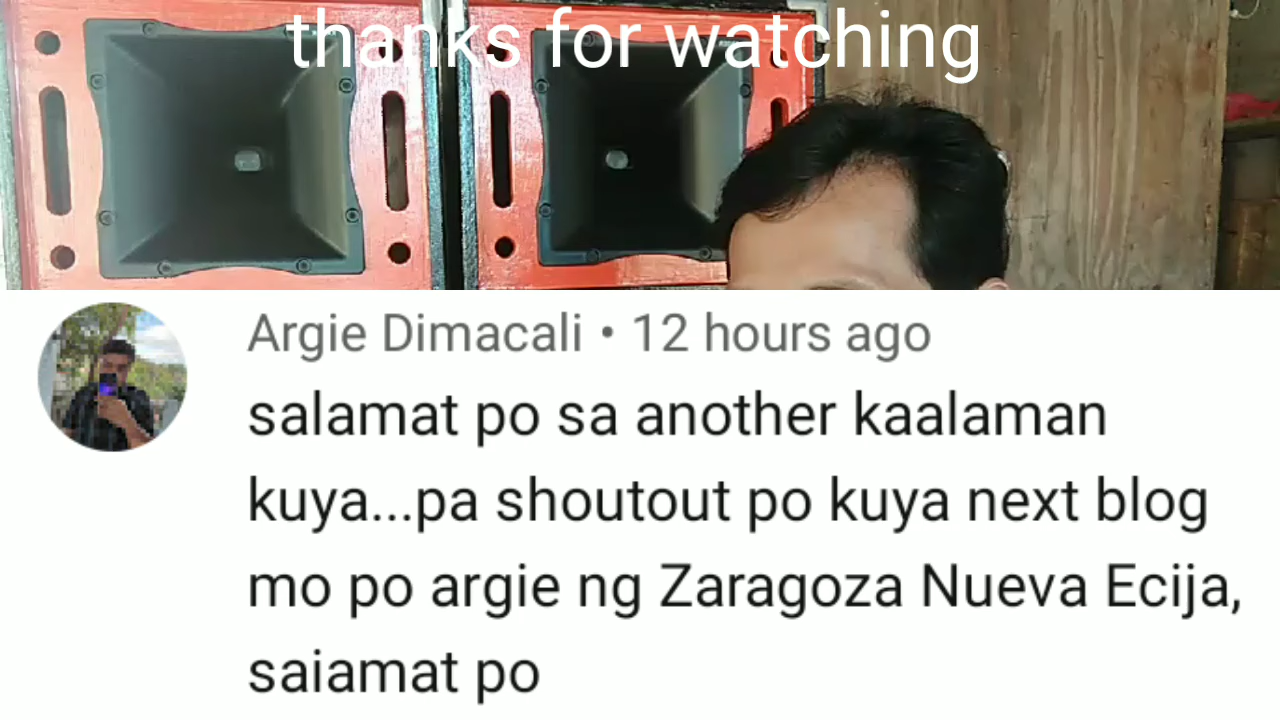 thanks for watching
Argie Dimacali • 12 hours ago
salamat po sa another kaalaman
kuya...pa shoutout po kuya next blog
mo po argie ng Zaragoza Nueva Ecija,
saiamat po